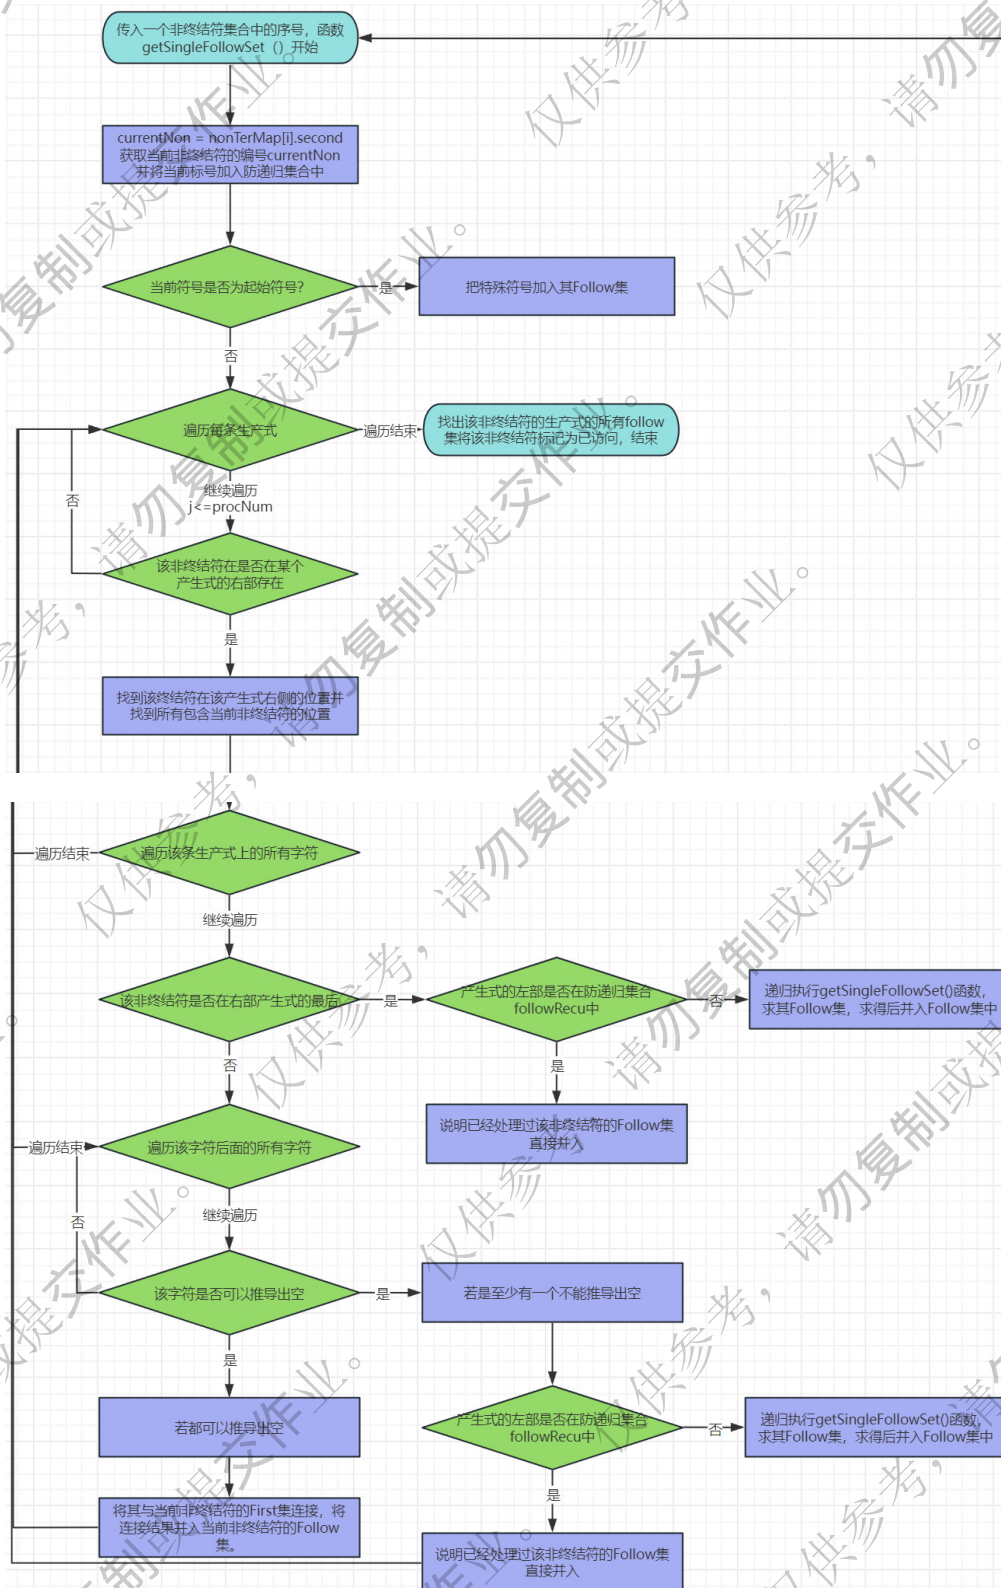 传入一个非终结符集合中的序号，函数
getSingleFollowSet（）开始
currentNon = nonTerMap[i].second
获取当前非终结符的编号currentNon
并将当前标号加入防递归集合中
当前符号是否为起始符号?
是
把特殊符号加入其Follow集
否
遍历每条生产式
遍历结束
找出该非终结符的生产式的所有follow
集将该非终结符标记为已访问，结束
继续遍历
j<=procNum
否
该非终结符在是否在某个
产生式的右部存在
是
找到该终结符在该产生式右侧的位置并
找到所有包含当前非终结符的位置
遍历结束
遍历该条生产式上的所有字符
继续遍历
该非终结符是否在右部产生式的最后
是
产生式的左部是否在防递归集合
followRecu中
否
递归执行getSingleFollowSet()函数，
求其Follow集，求得后并入Follow集中
否
是
说明已经处理过该非终结符的Follow集
直接并入
遍历结束
遍历该字符后面的所有字符
继续遍历
否
该字符是否可以推导出空
是
若是至少有一个不能推导出空
是
若都可以推导出空
产生式的左部是否在防递归集合
followRecu中
否
递归执行getSingleFollowSet()函数，
求其Follow集，求得后并入Follow集中
将其与当前非终结符的First集连接，将
连接结果并入当前非终结符的Follow
集。
是
说明已经处理过该非终结符的Follow集
直接并入
仅供参考，请勿复制或提交作业。